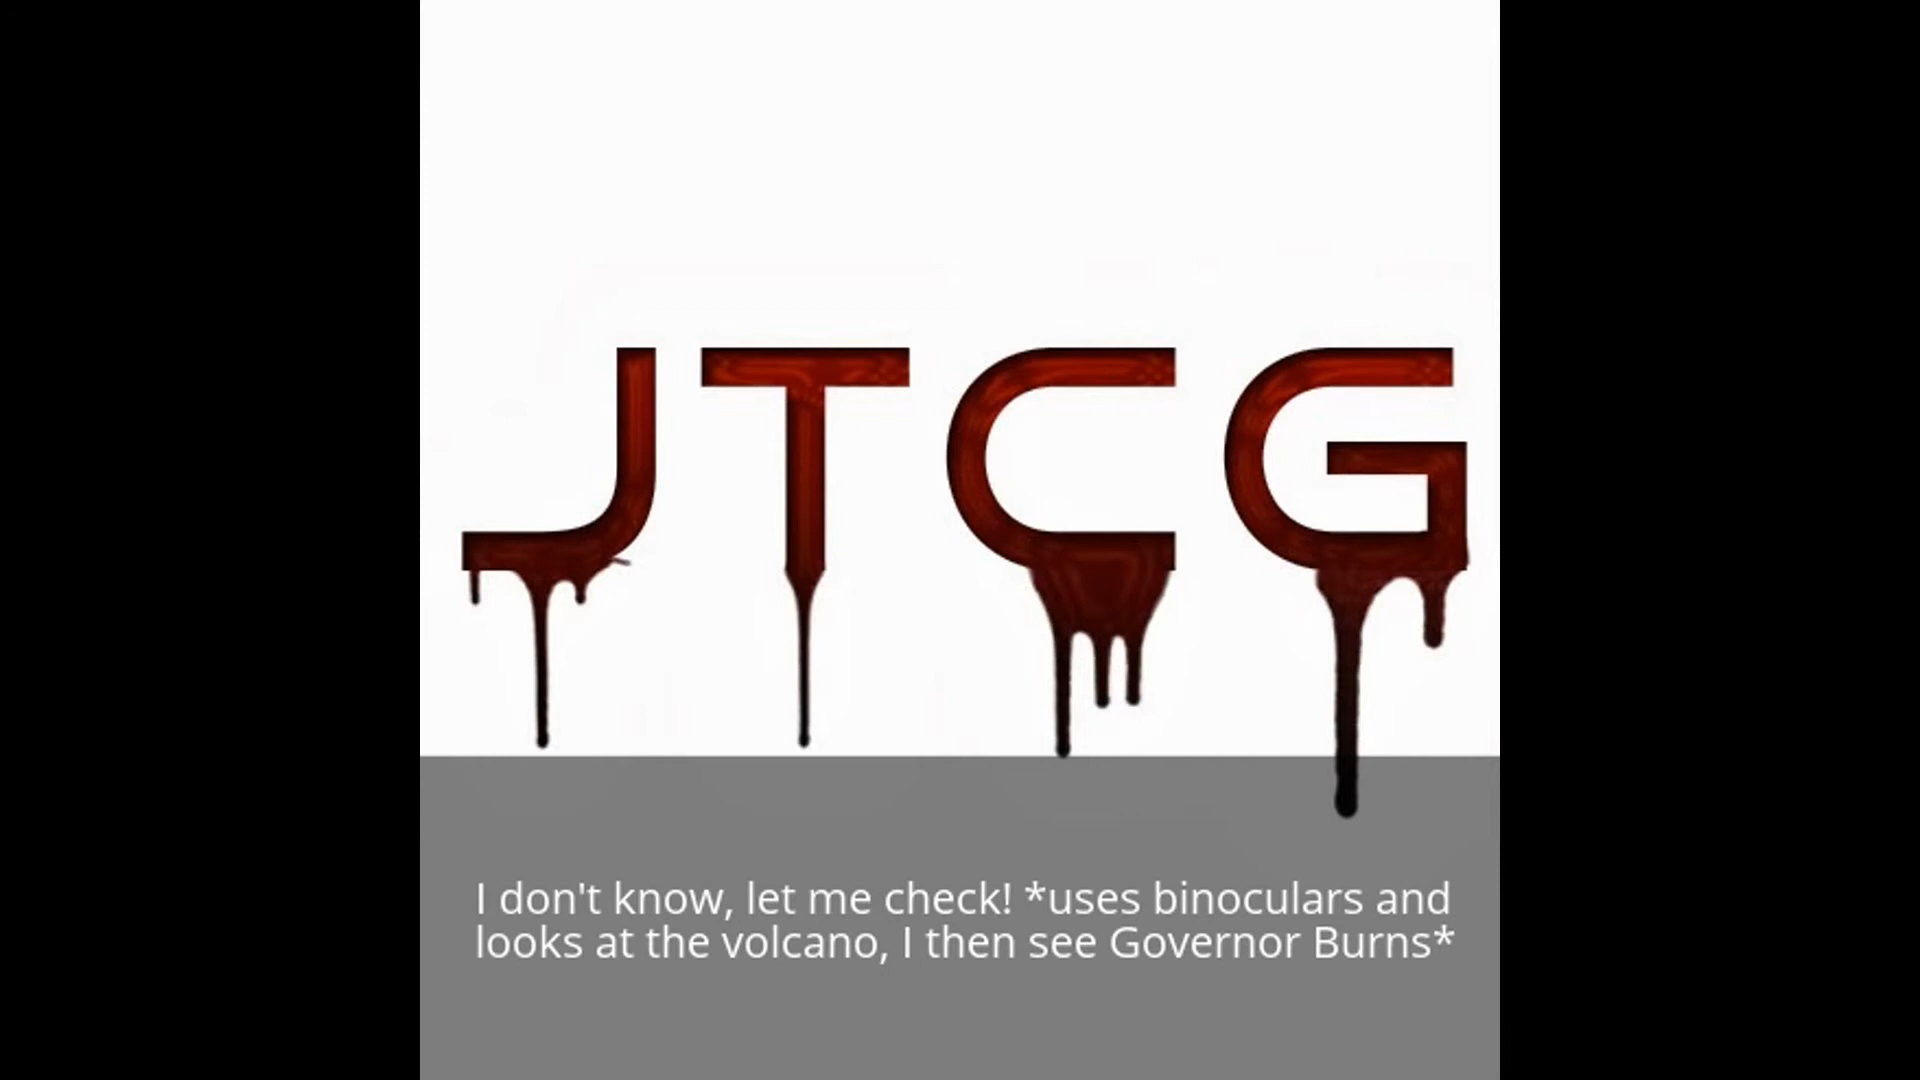 JTCG
I don't know, let me check! *uses binoculars and
looks at the volcano, I then see Governor Burns*